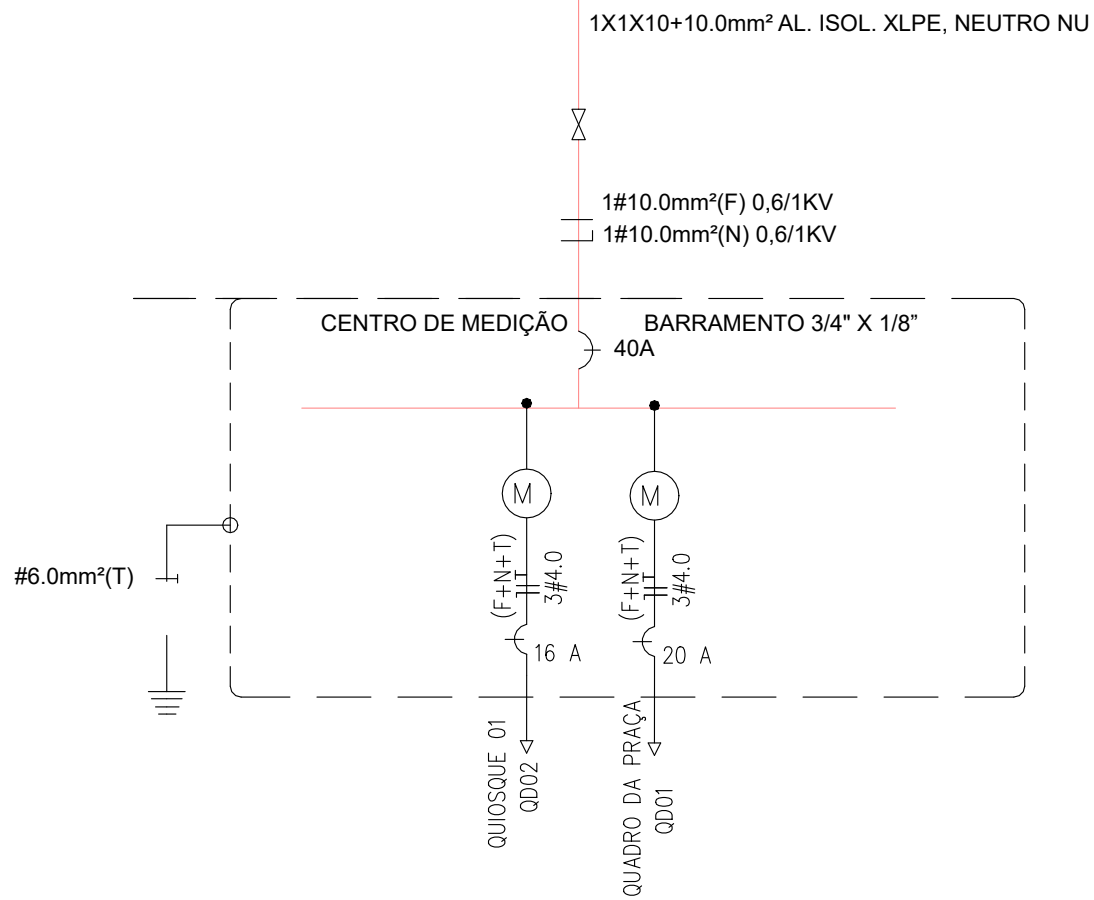 1X1X10+10.0mm² AL. ISOL. XLPE, NEUTRO NU
1#10.0mm²(F) 0,6/1KV
1#10.0mm²(N) 0,6/1KV
CENTRO DE MEDIÇÃO
BARRAMENTO 3/4" X 1/8”
40A
M
M
#6.0mm²(T)
(F+N+T)
3#4.0
(F+N+T)
3#4.0
16 A
20 A
QUIOSQUE 01
QD02
QUADRO DA PRAÇA
QD01